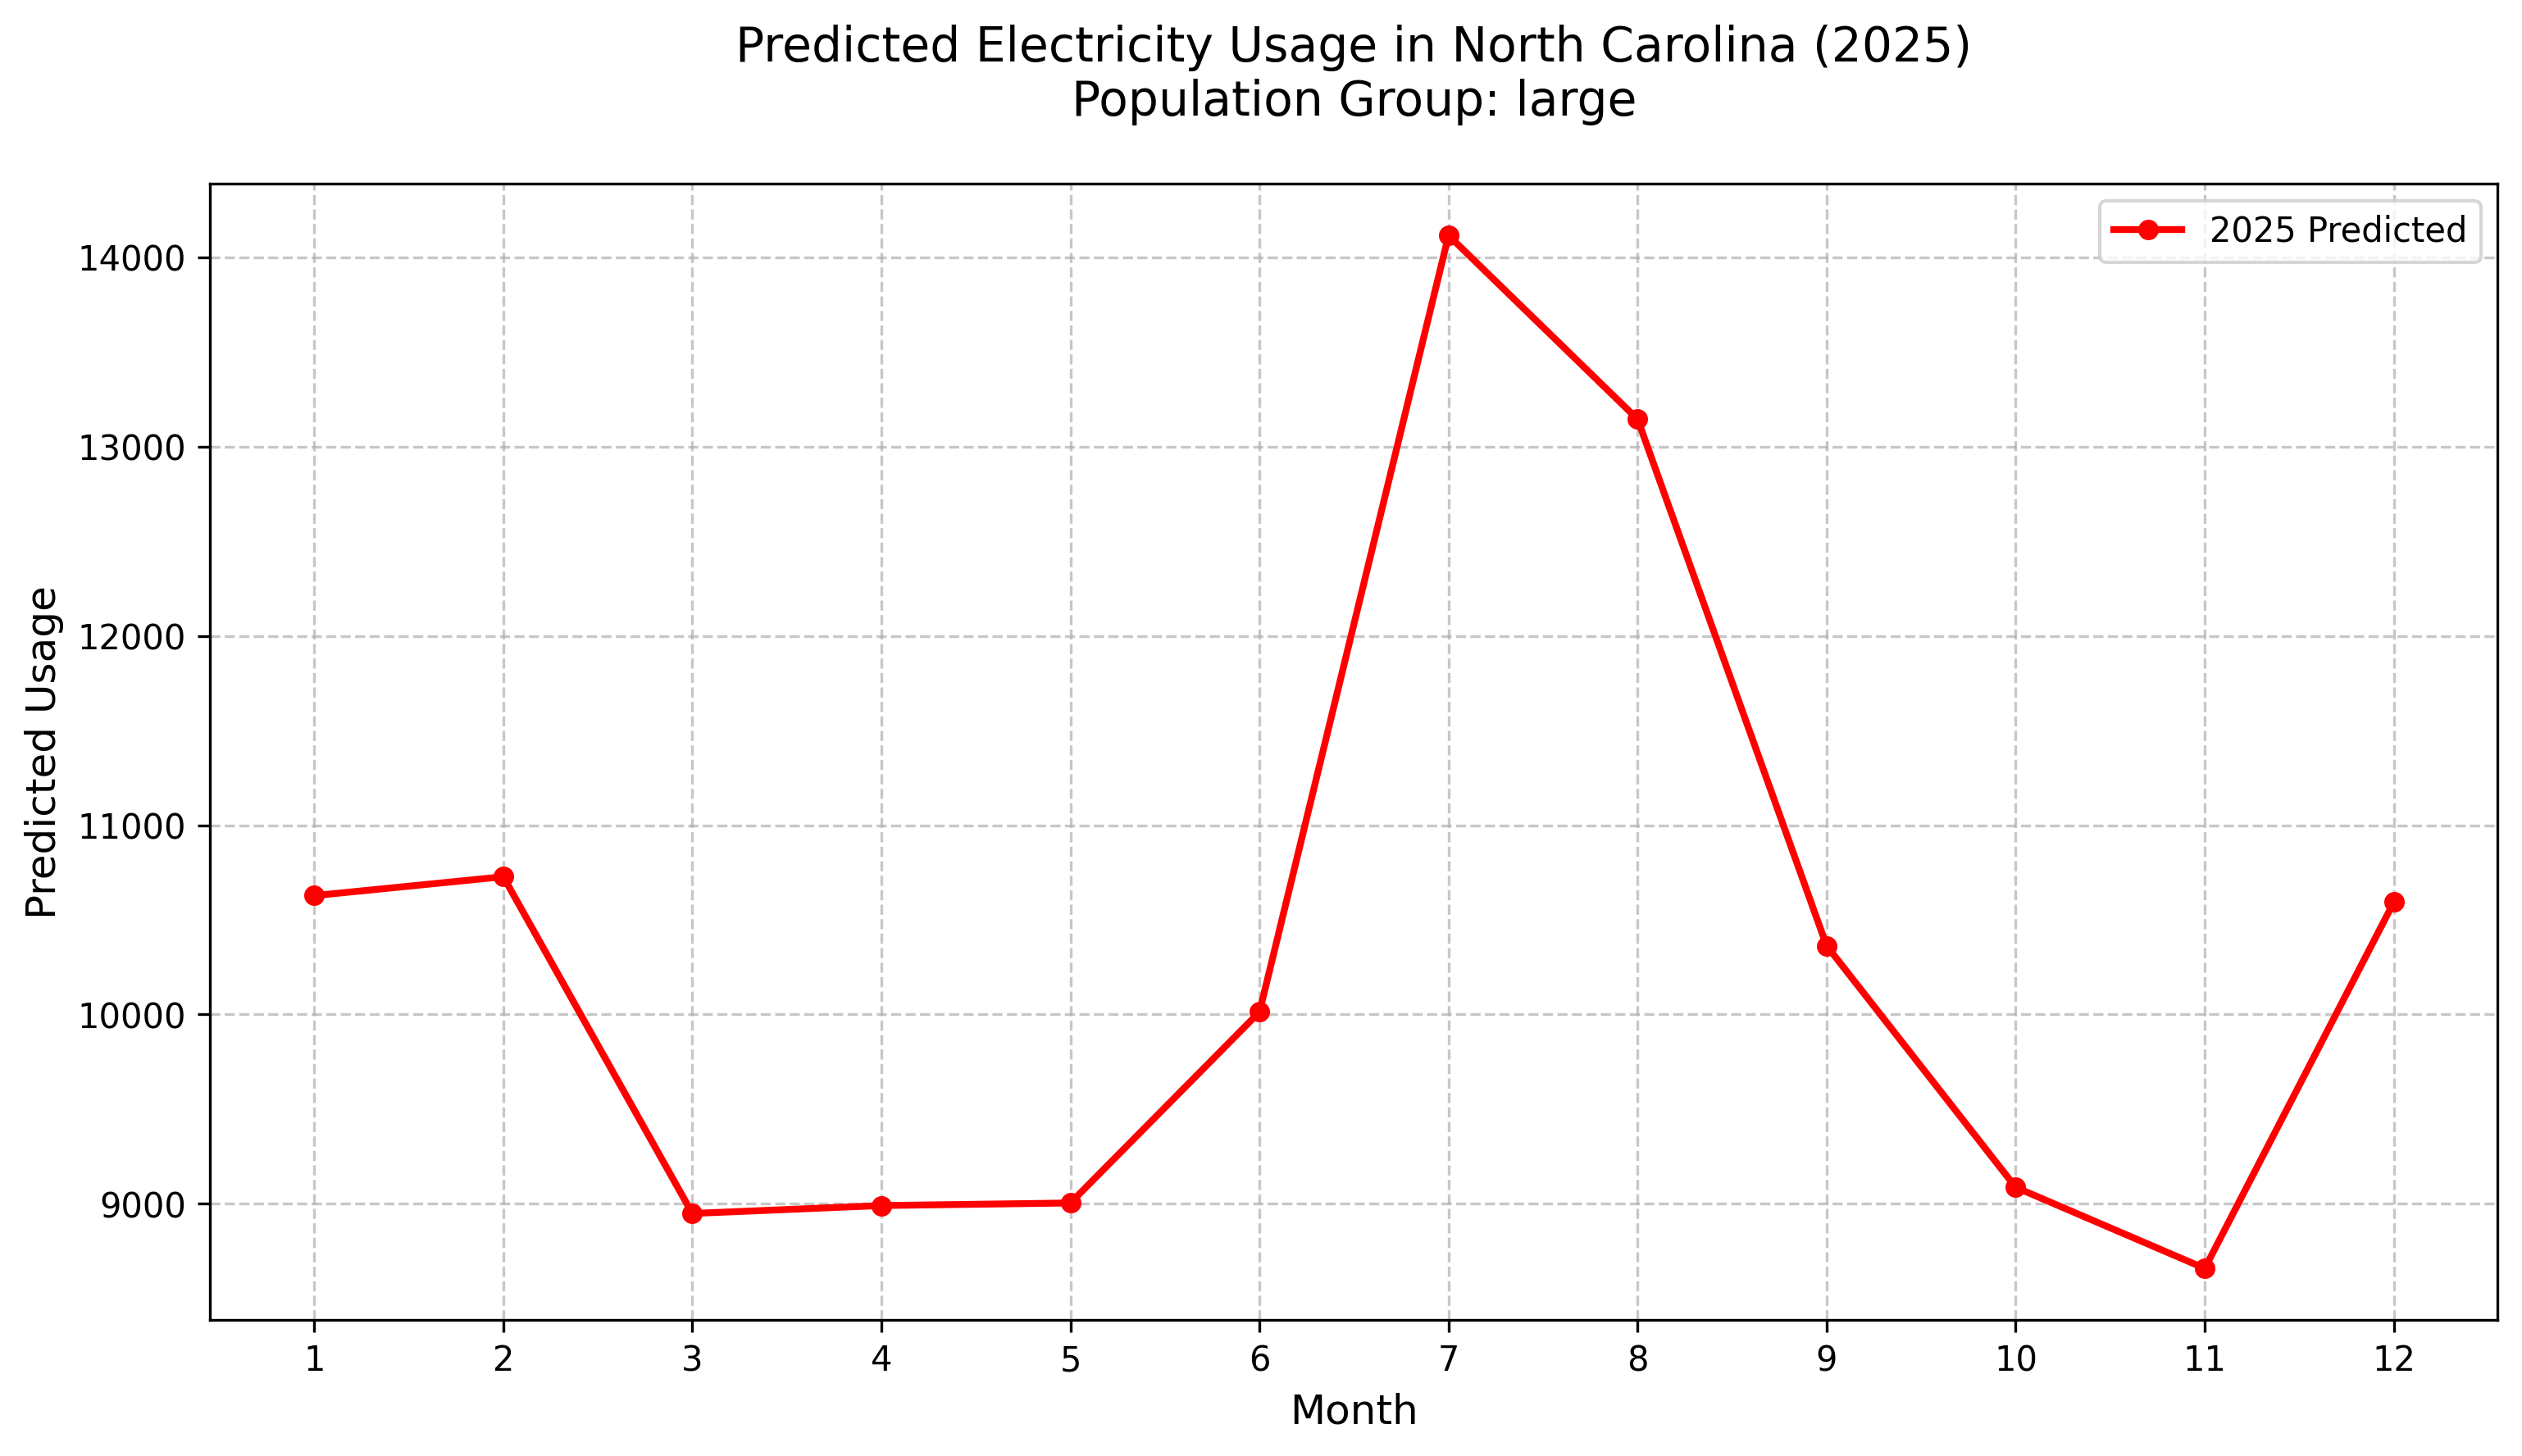 Predicted Electricity Usage in North Carolina (2025)
Population Group: large
2025 Predicted
14000
13000
12000
11000
10000
9000
Predicted Usage
1 2 3 4 5 6 7 8 9 10 11 12
Month